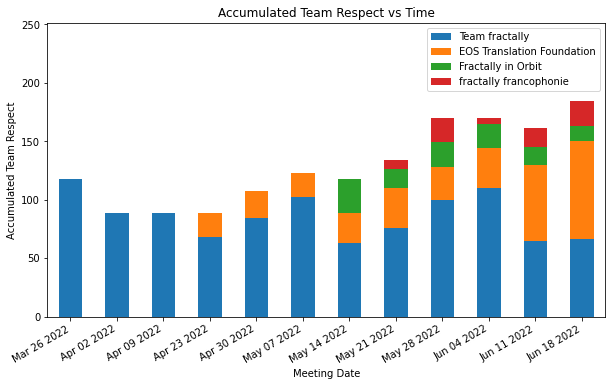 Accumulated Team Respect vs Time
Team fractally
EOS Translation Foundation
Fractally in Orbit
fractally francophonie
Accumulated Team Respect
250
200
150
100
50
0
Mar 26 2022
Apr 02 2022
Apr 09 2022
Apr 23 2022
Apr 30 2022
May 07 2022
May 14 2022
May 21 2022
May 28 2022
Jun 04 2022
Jun 11 2022
Jun 18 2022
Meeting Date